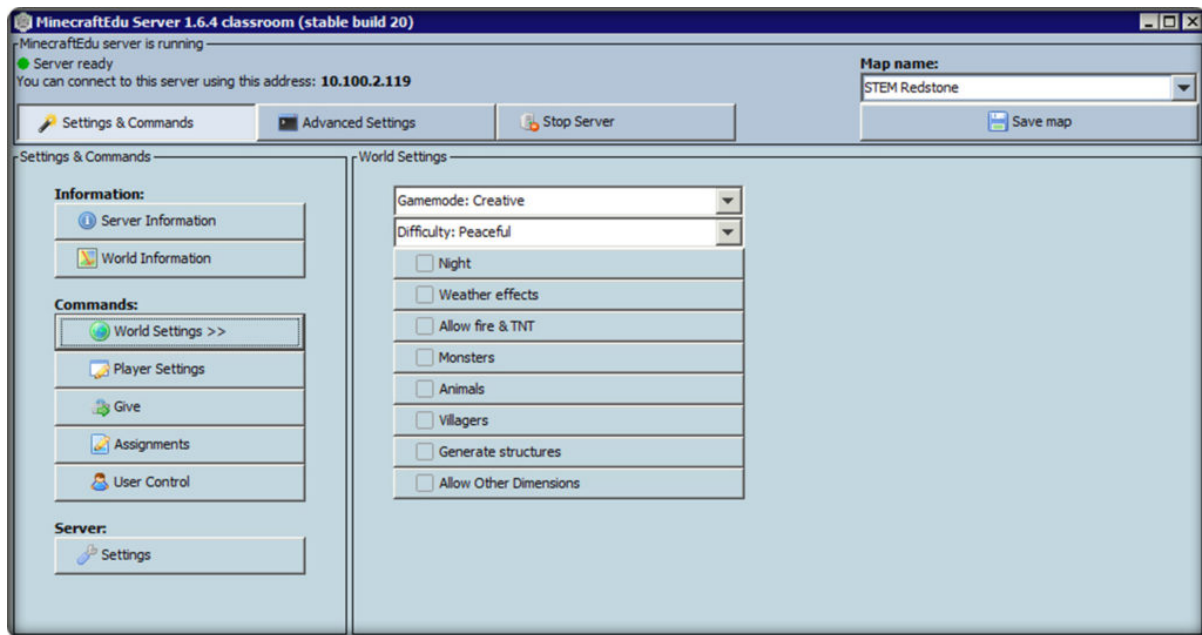 MinecraftEdu Server 1.6.4 classroom (stable build 20)
MinecraftEdu server is running
Server ready
You can connect to this server using this address: 10.100.2.119
Map name:
STEM Redstone
Settings & Commands
Advanced Settings
Stop Server
Save map
Settings & Commands
Information:
Server Information
World Information
Commands:
World Settings >>
Player Settings
Give
Assignments
User Control
Server:
Settings
World Settings
Gamemode: Creative
Difficulty: Peaceful
Night
Weather effects
Allow fire & TNT
Monsters
Animals
Villagers
Generate structures
Allow Other Dimensions